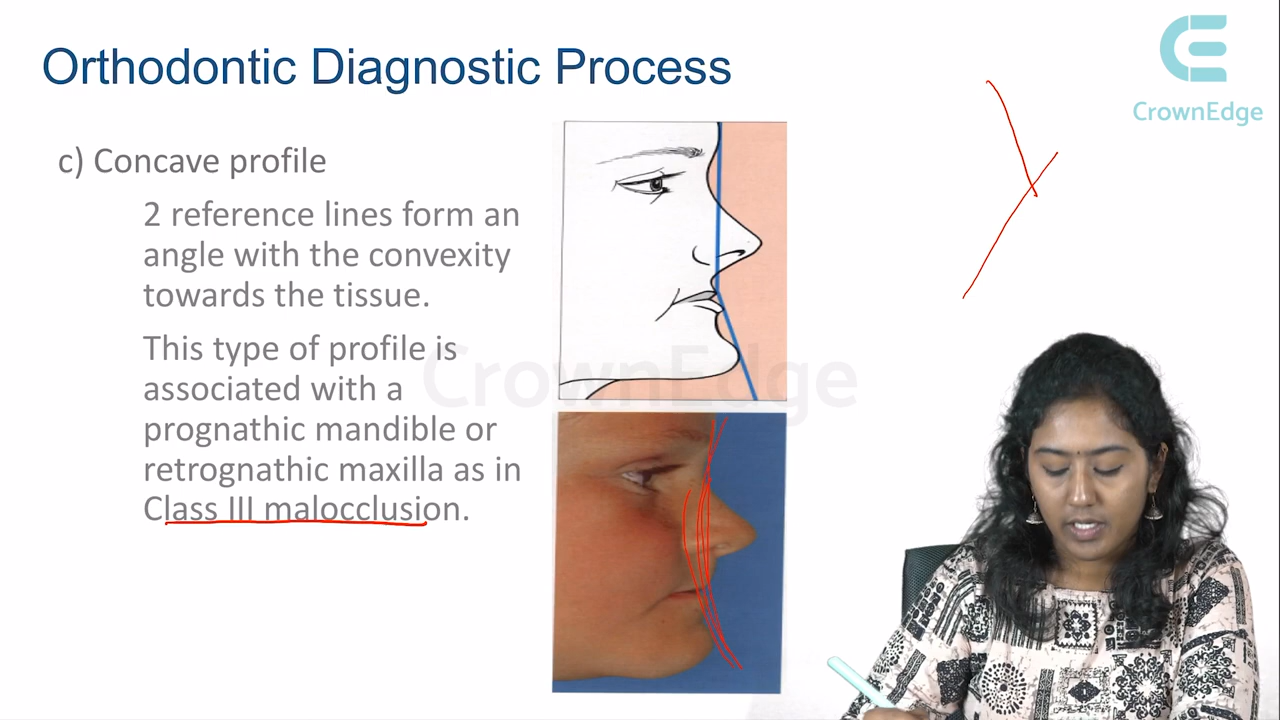 Orthodontic Diagnostic Process
CrownEdge
c) Concave profile
2 reference lines form an
angle with the convexity
towards the tissue.
This type of profile is
associated with a
prognathic mandible or
retrognathic maxilla as in
Class III malocclusion.
CrownEdge